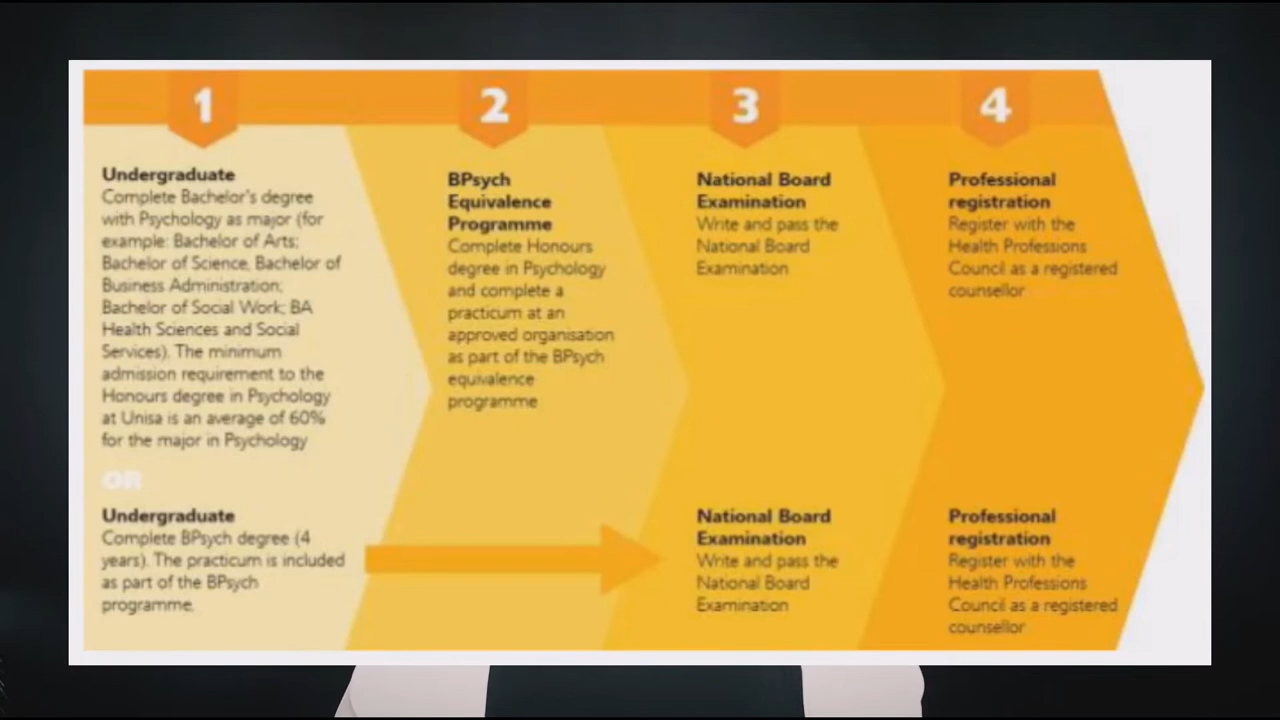 1
Undergraduate
Complete Bachelor's degree
with Psychology as major (for
example: Bachelor of Arts;
Bachelor of Science, Bachelor of
Business Administration;
Bachelor of Social Work; BA
Health Sciences and Social
Services). The minimum
admission requirement to the
Honours degree in Psychology
at Unisa is an average of 60%
for the major in Psychology
OR
Undergraduate
Complete BPsych degree (4
years). The practicum is included
as part of the BPsych
programme.
2
BPsych
Equivalence
Programme
Complete Honours
degree in Psychology
and complete a
practicum at an
approved organisation
as part of the BPsych
equivalence
programme
3
National Board
Examination
Write and pass the
National Board
Examination
National Board
Examination
Write and pass the
National Board
Examination
4
Professional
registration
Register with the
Health Professions
Council as a registered
counsellor
Professional
registration
Register with the
Health Professions
Council as a registered
counsellor